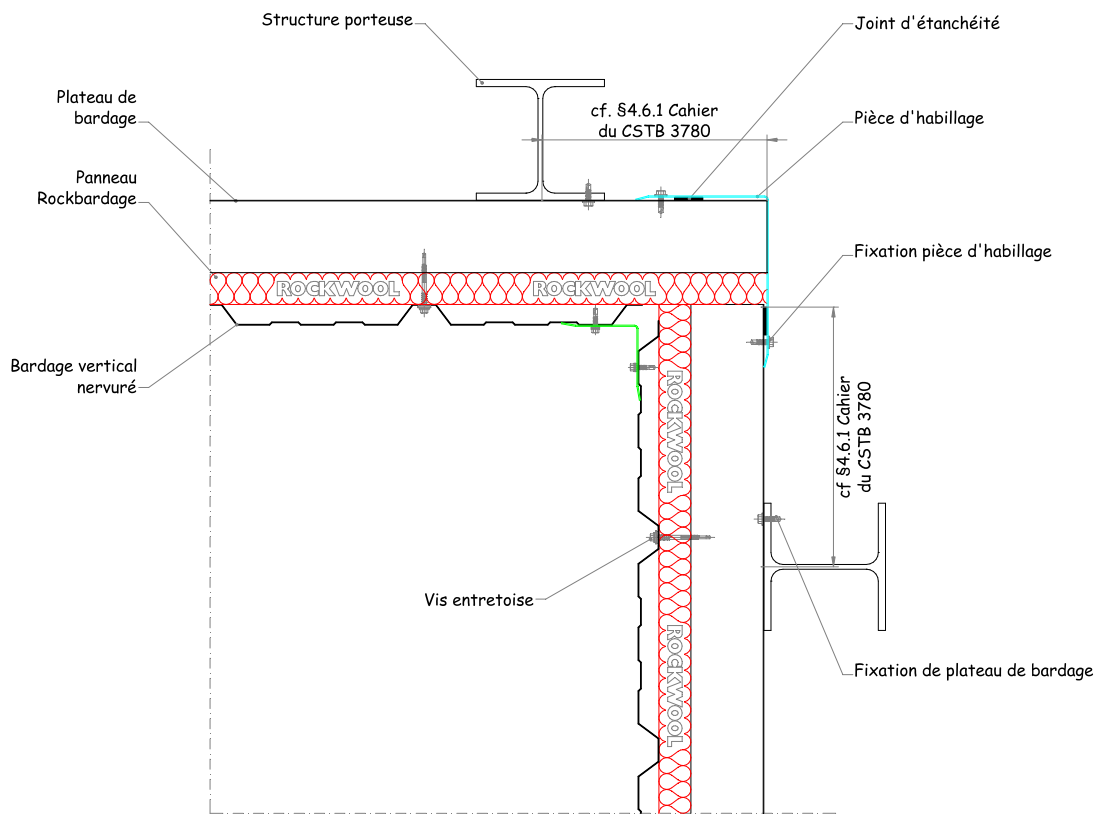 Structure porteuse
Joint d'étanchéité
Plateau de
bardage
cf. §4.6.1 Cahier
du CSTB 3780
Pièce d'habillage
Panneau
Rockbardage
Fixation pièce d'habillage
ROCKWOOL
ROCKWOOL
Bardage vertical
nervuré
ROCKWOOL
cf §4.6.1 Cahier
du CSTB 3780
Vis entretoise
ROCKWOOL
Fixation de plateau de bardage